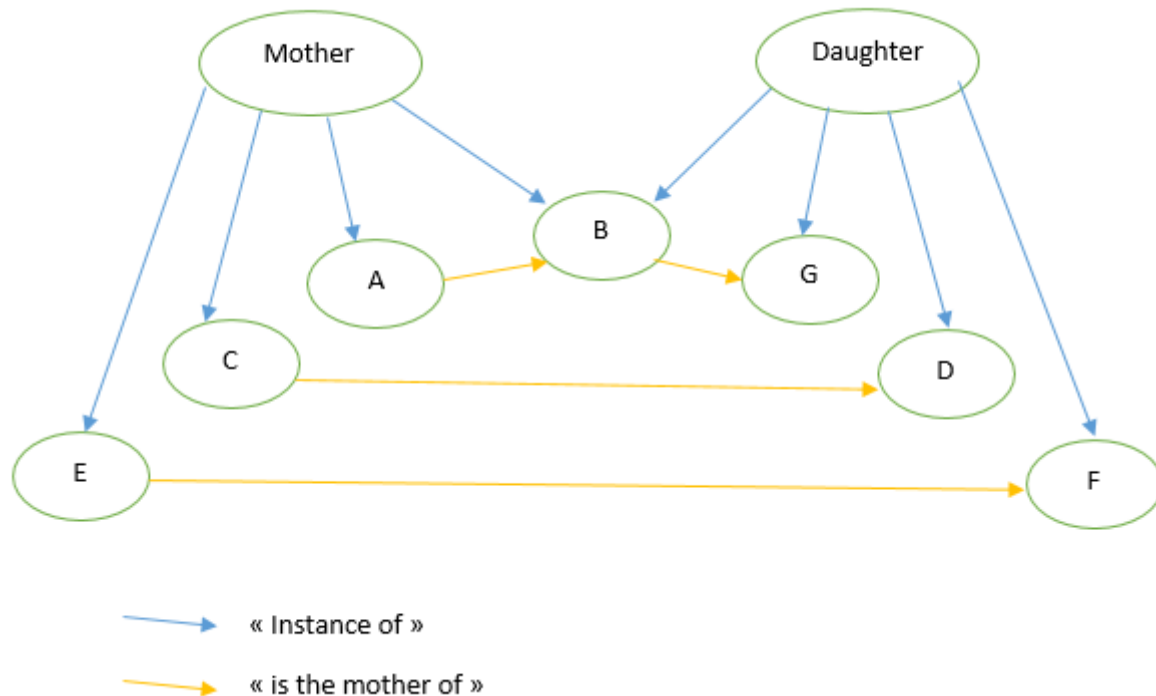 Mother
Daughter
B
A
G
C
D
E
F
« Instance of »
« is the mother of »